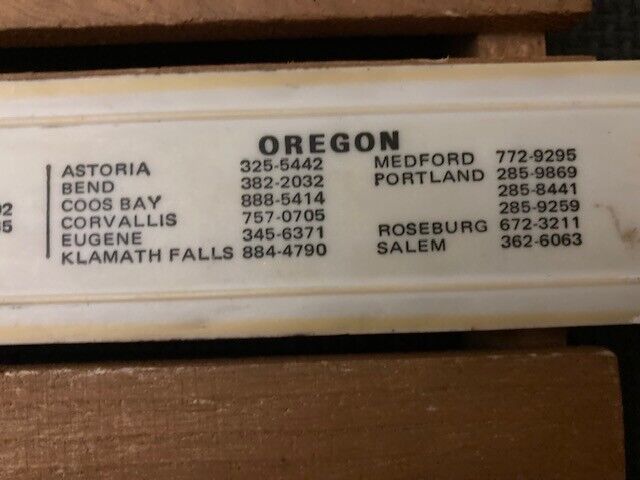 OREGON
ASTORIA 325-5442
BEND 382-2032
COOS BAY 888-5414
CORVALLIS 757-0705
EUGENE 345-6371
KLAMATH FALLS 884-4790
MEDFORD 772-9295
PORTLAND 285-9869
285-8441
285-9259
ROSEBURG 672-3211
SALEM 362-6063